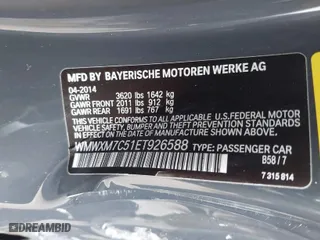 MFD BY BAYERISCHE MOTOREN WERKE AG
04-2014
GVWR 3620 lbs 1642 kg
GAWR FRONT 2011 lbs 912 kg
GAWR REAR 1691 lbs 767 kg
THIS VEHICLE CONFORMS TO ALL APPLICABLE
U.S. FEDERAL MOTOR VEHICLE SAFETY, BUMPER
AND THEFT PREVENTION STANDARDS IN EFFECT ON THE DATE OF
MANUFACTURE SHOWN ABOVE.
WMWXM7C51ET926588 TYPE: PASSENGER CAR
B58/7
7 315 814